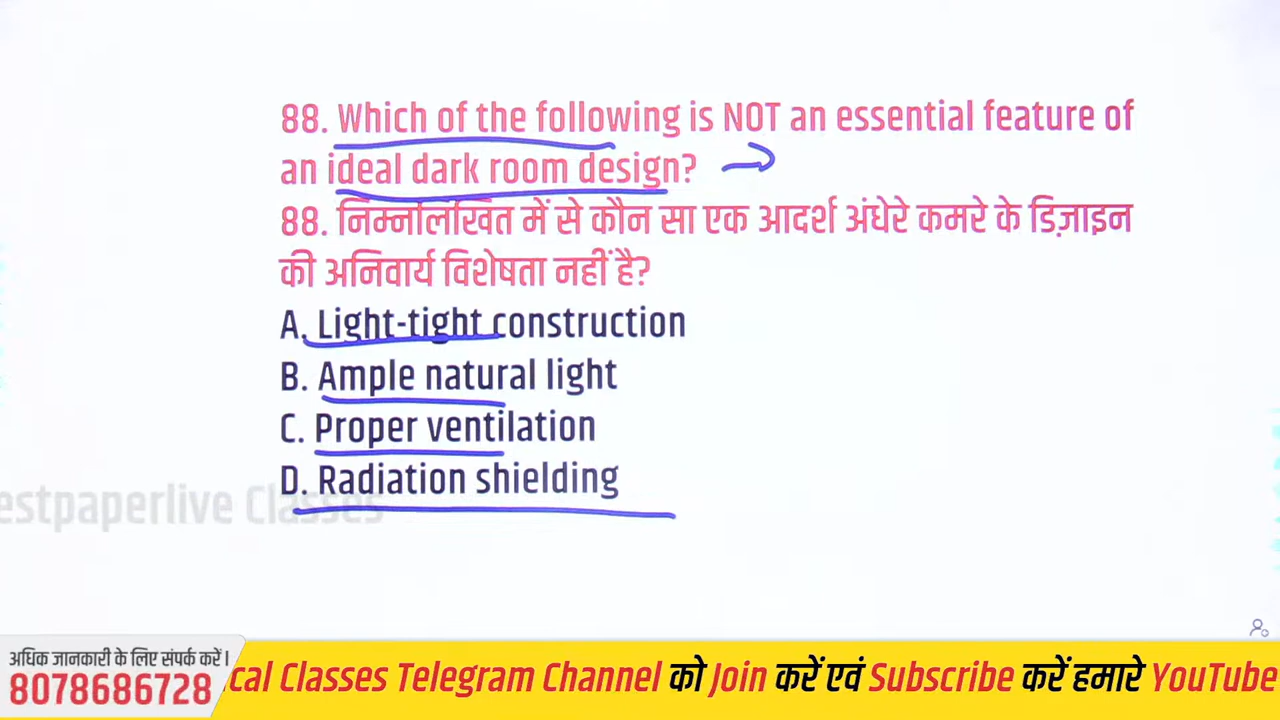 88. Which of the following is NOT an essential feature of
an ideal dark room design?
88. निम्नलिखित में से कौन सा एक आदर्श अंधेरे कमरे के डिज़ाइन
की अनिवार्य विशेषता नहीं है?
A. Light-tight construction
B. Ample natural light
C. Proper ventilation
D. Radiation shielding
estpaperlive Classes
अधिक जानकारी के लिए संपर्क करें।
8078686728
cal Classes Telegram Channel को Join करें एवं Subscribe करें हमारे YouTube